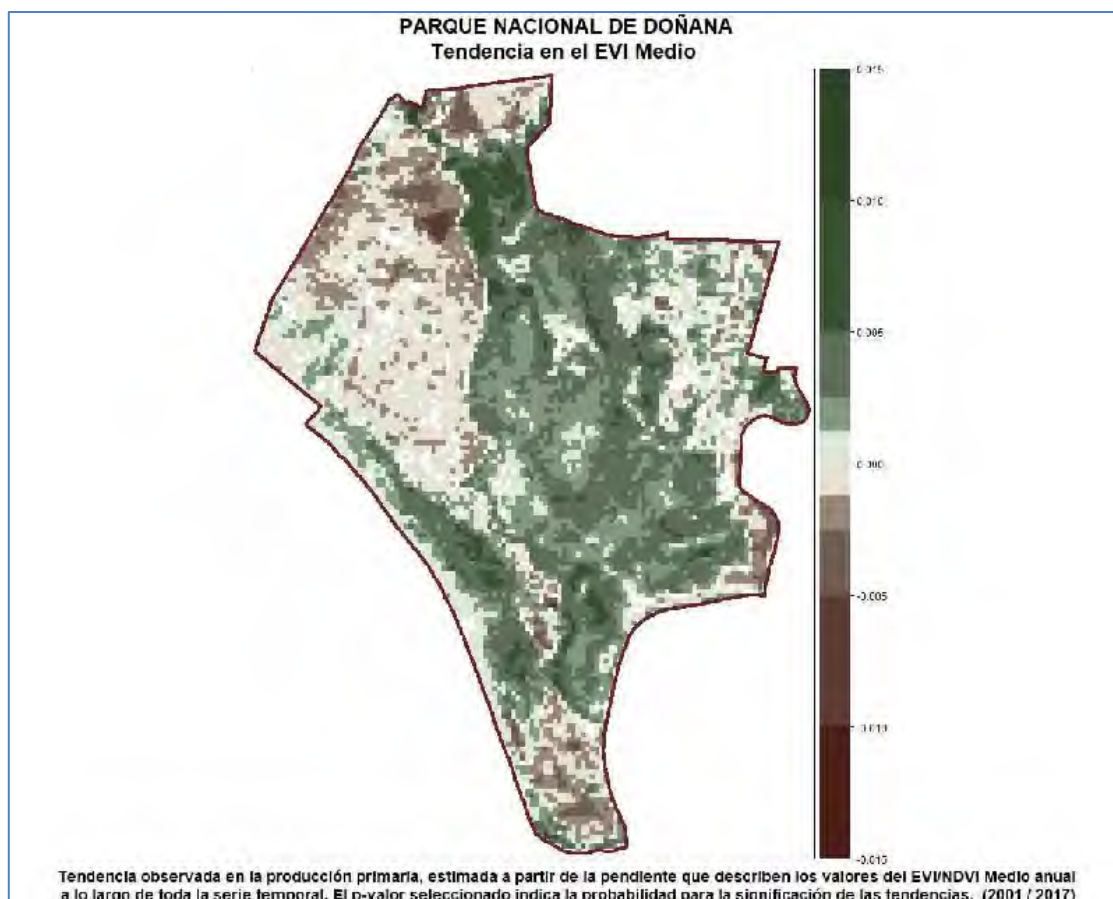 PARQUE NACIONAL DE DOÑANA
Tendencia en el EVI Medio
0.015
0.010
0.005
0.000
-0.005
-0.010
-0.015
Tendencia observada en la producción primaria, estimada a partir de la pendiente que describen los valores del EVI/NDVI Medio anual
a lo largo de toda la serie temporal. El p-valor seleccionado indica la probabilidad para la significación de las tendencias. (2001 / 2017)